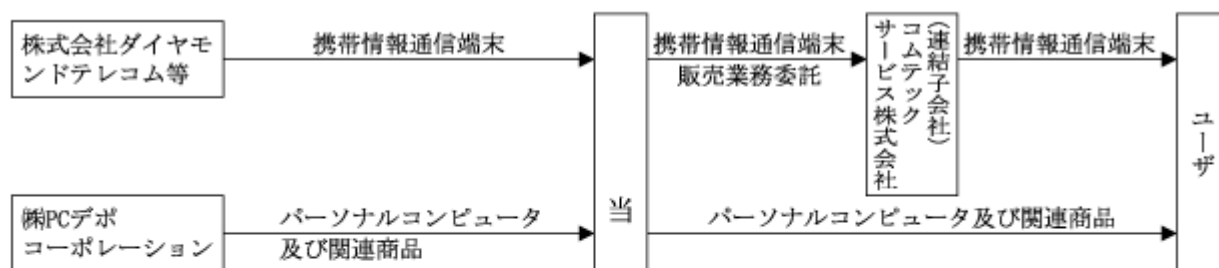 株式会社ダイヤモ
ンドテレコム等
携帯情報通信端末
携帯情報通信端末
販売業務委託
(連結子会社)
コムテック
サービス株式会社
携帯情報通信端末
ユーザ
当
㈱PCデポ
コーポレーション
パーソナルコンピュータ
及び関連商品
パーソナルコンピュータ及び関連商品